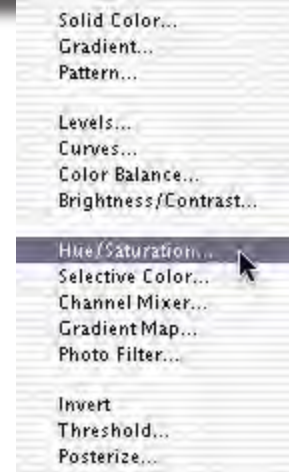 Solid Color...
Gradient...
Pattern...
Levels...
Curves...
Color Balance...
Brightness/Contrast...
Hue/Saturation...
Selective Color...
Channel Mixer...
Gradient Map...
Photo Filter...
Invert
Threshold...
Posterize...